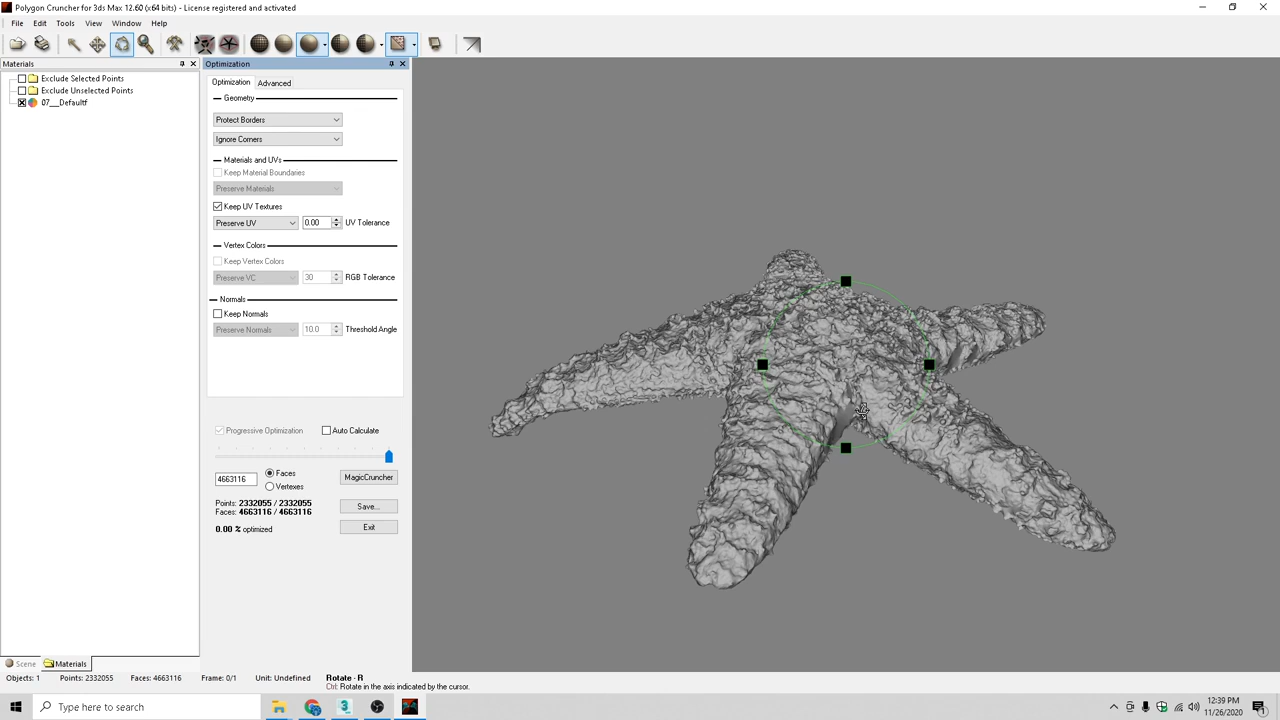 Polygon Cruncher for 3ds Max 12.60 (x64 bits) - License registered and activated
File Edit Tools View Window Help
Materials
Exclude Selected Points
Exclude Unselected Points
07__Defaultf
Optimization
Optimization Advanced
Geometry
Protect Borders
Ignore Corners
Materials and UVs
Keep Material Boundaries
Preserve Materials
Keep UV Textures
Preserve UV 0.00 UV Tolerance
Vertex Colors
Keep Vertex Colors
Preserve VC 30 RGB Tolerance
Normals
Keep Normals
Preserve Normals 10.0 Threshold Angle
Progressive Optimization Auto Calculate
4663116 Faces MagicCruncher
Vertexes
Points: 2332055 / 2332055 Save...
Faces: 4663116 / 4663116
0.00 % optimized Exit
Scene Materials
Objects: 1 Points: 2332055 Faces: 4663116 Frame: 0/1 Unit: Undefined Rotate - R
Ctrl: Rotate in the axis indicated by the cursor.
Type here to search
12:39 PM
11/26/2020